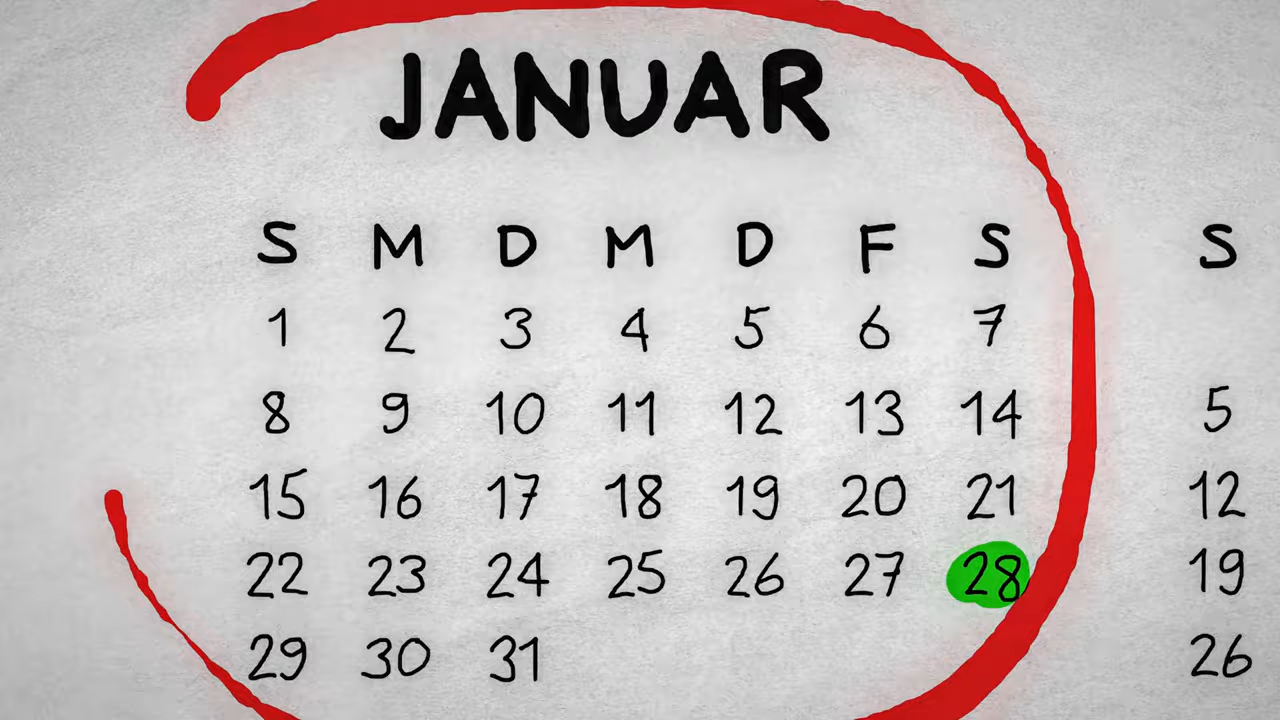 JANUAR
S M D M D F S S
1 2 3 4 5 6 7
8 9 10 11 12 13 14 5
15 16 17 18 19 20 21 12
22 23 24 25 26 27 28 19
29 30 31 26